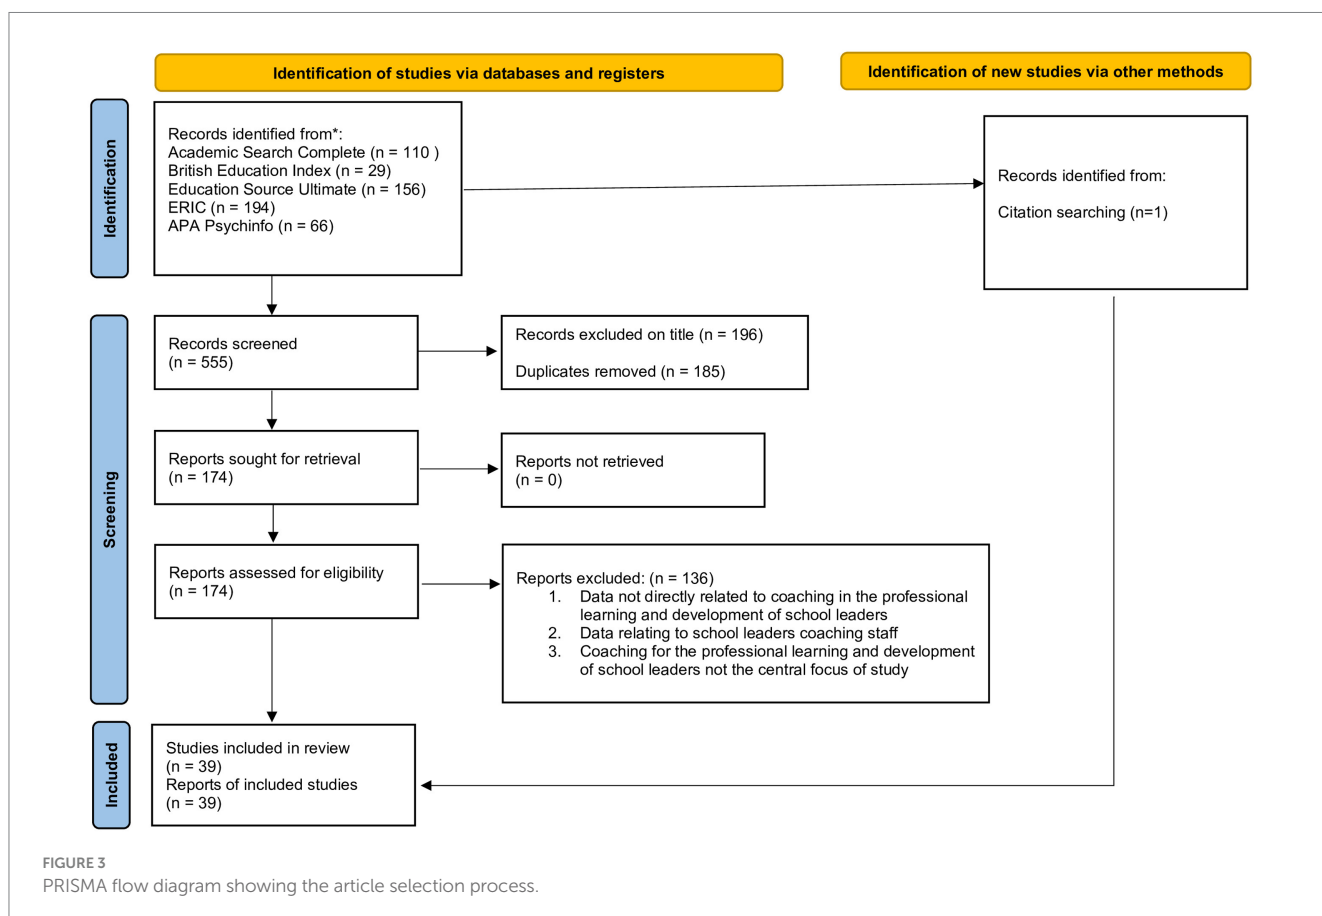 Identification of studies via databases and registers
Identification of new studies via other methods
Identification
Records identified from*:
Academic Search Complete (n = 110 )
British Education Index (n = 29)
Education Source Ultimate (n = 156)
ERIC (n = 194)
APA Psychinfo (n = 66)
Records identified from:
Citation searching (n=1)
Screening
Records screened
(n = 555)
Records excluded on title (n = 196)
Duplicates removed (n = 185)
Reports sought for retrieval
(n = 174)
Reports not retrieved
(n = 0)
Reports assessed for eligibility
(n = 174)
Reports excluded: (n = 136)
1. Data not directly related to coaching in the professional
learning and development of school leaders
2. Data relating to school leaders coaching staff
3. Coaching for the professional learning and development
of school leaders not the central focus of study
Included
Studies included in review
(n = 39)
Reports of included studies
(n = 39)
FIGURE 3
PRISMA flow diagram showing the article selection process.